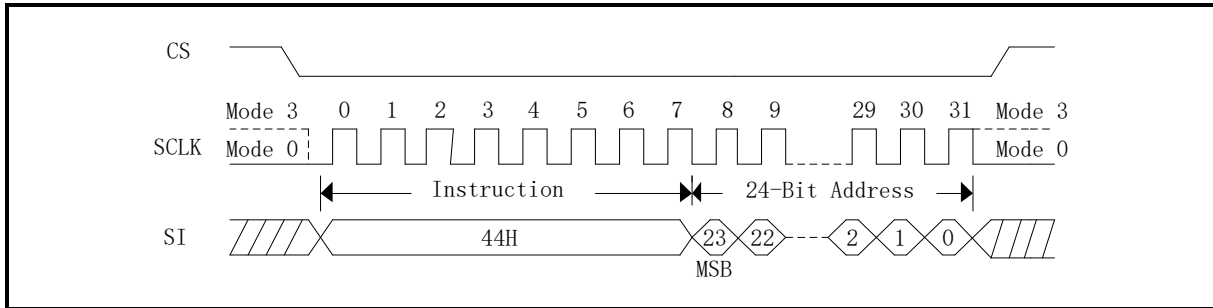 CS
Mode 3 0 1 2 3 4 5 6 7 8 9 29 30 31 Mode 3
SCLK Mode 0 Mode 0
Instruction 24-Bit Address
SI 44H 23 22 2 1 0
MSB